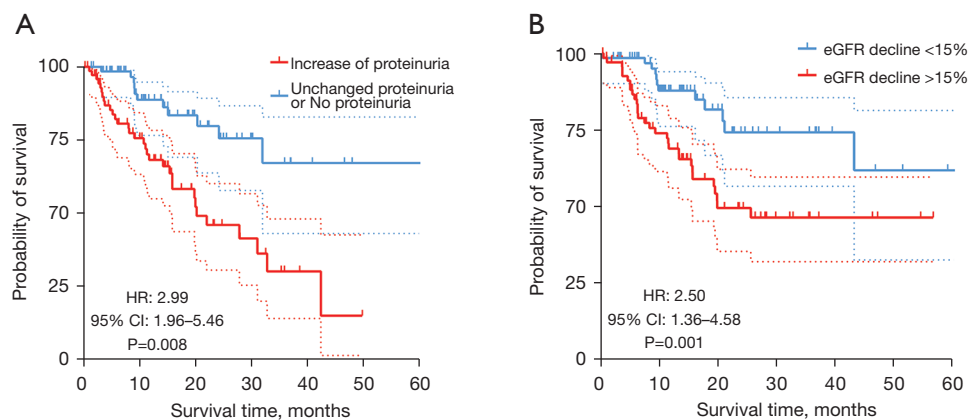 A
Increase of proteinuria
Unchanged proteinuria
or No proteinuria
Probability of survival
100
75
70
25
0
HR: 2.99
95% CI: 1.96–5.46
P=0.008
0 10 20 30 40 50 60
Survival time, months
B
eGFR decline <15%
eGFR decline >15%
Probability of survival
100
75
70
25
0
HR: 2.50
95% CI: 1.36–4.58
P=0.001
0 10 20 30 40 50 60
Survival time, months